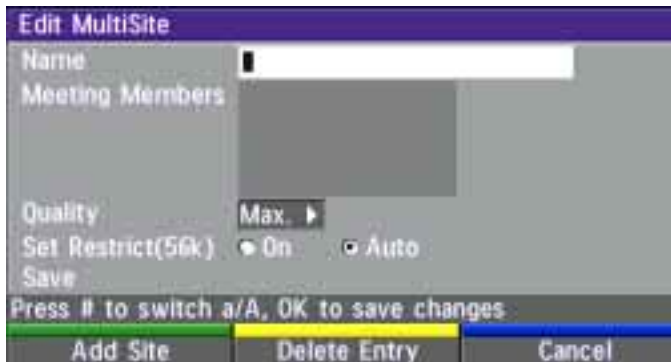 Edit MultiSite
Name
Meeting Members
Quality Max.
Set Restrict(56k) On Auto
Save
Press # to switch a/A, OK to save changes
Add Site Delete Entry Cancel